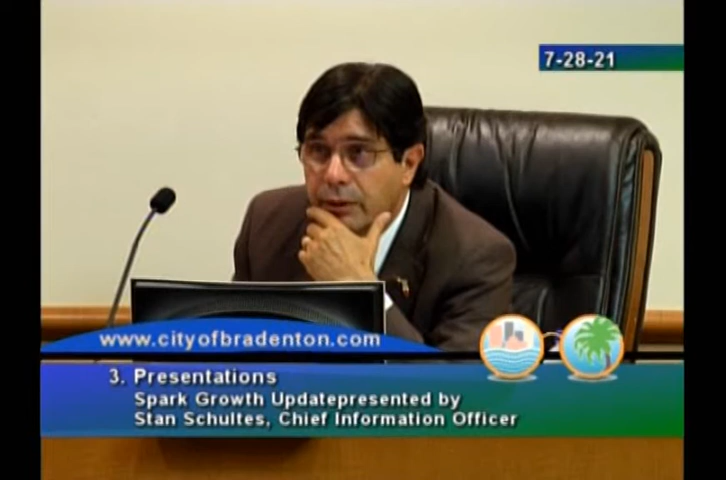 7-28-21
www.cityofbradenton.com
3. Presentations
Spark Growth Updatepresented by
Stan Schultes, Chief Information Officer